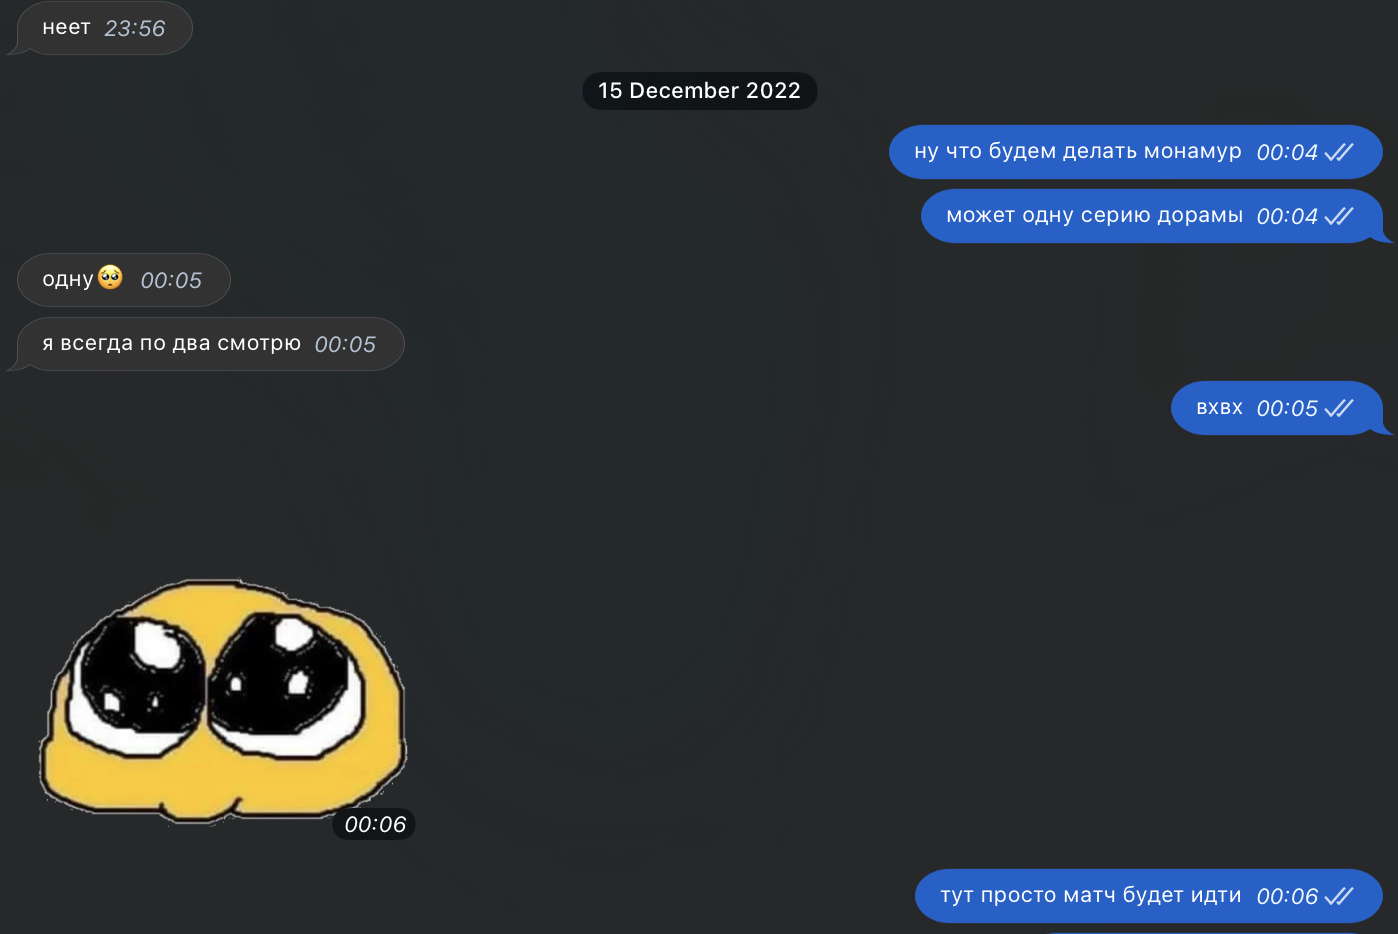 неет 23:56
15 December 2022
ну что будем делать монамур 00:04
может одну серию дорамы 00:04
одну🥺 00:05
я всегда по два смотрю 00:05
вхвх 00:05
00:06
тут просто матч будет идти 00:06